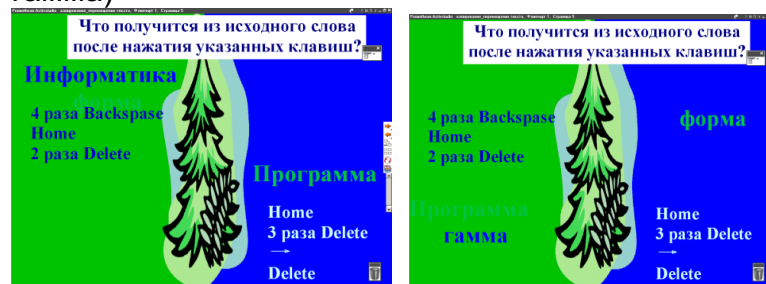 Что получится из исходного слова
после нажатия указанных клавиш?
Информатика
форма
4 раза Backspase
Home
2 раза Delete
Программа
Home
3 раза Delete
→
Delete
Что получится из исходного слова
после нажатия указанных клавиш?
4 раза Backspase
Home
2 раза Delete
форма
Программа
гамма
Home
3 раза Delete
→
Delete